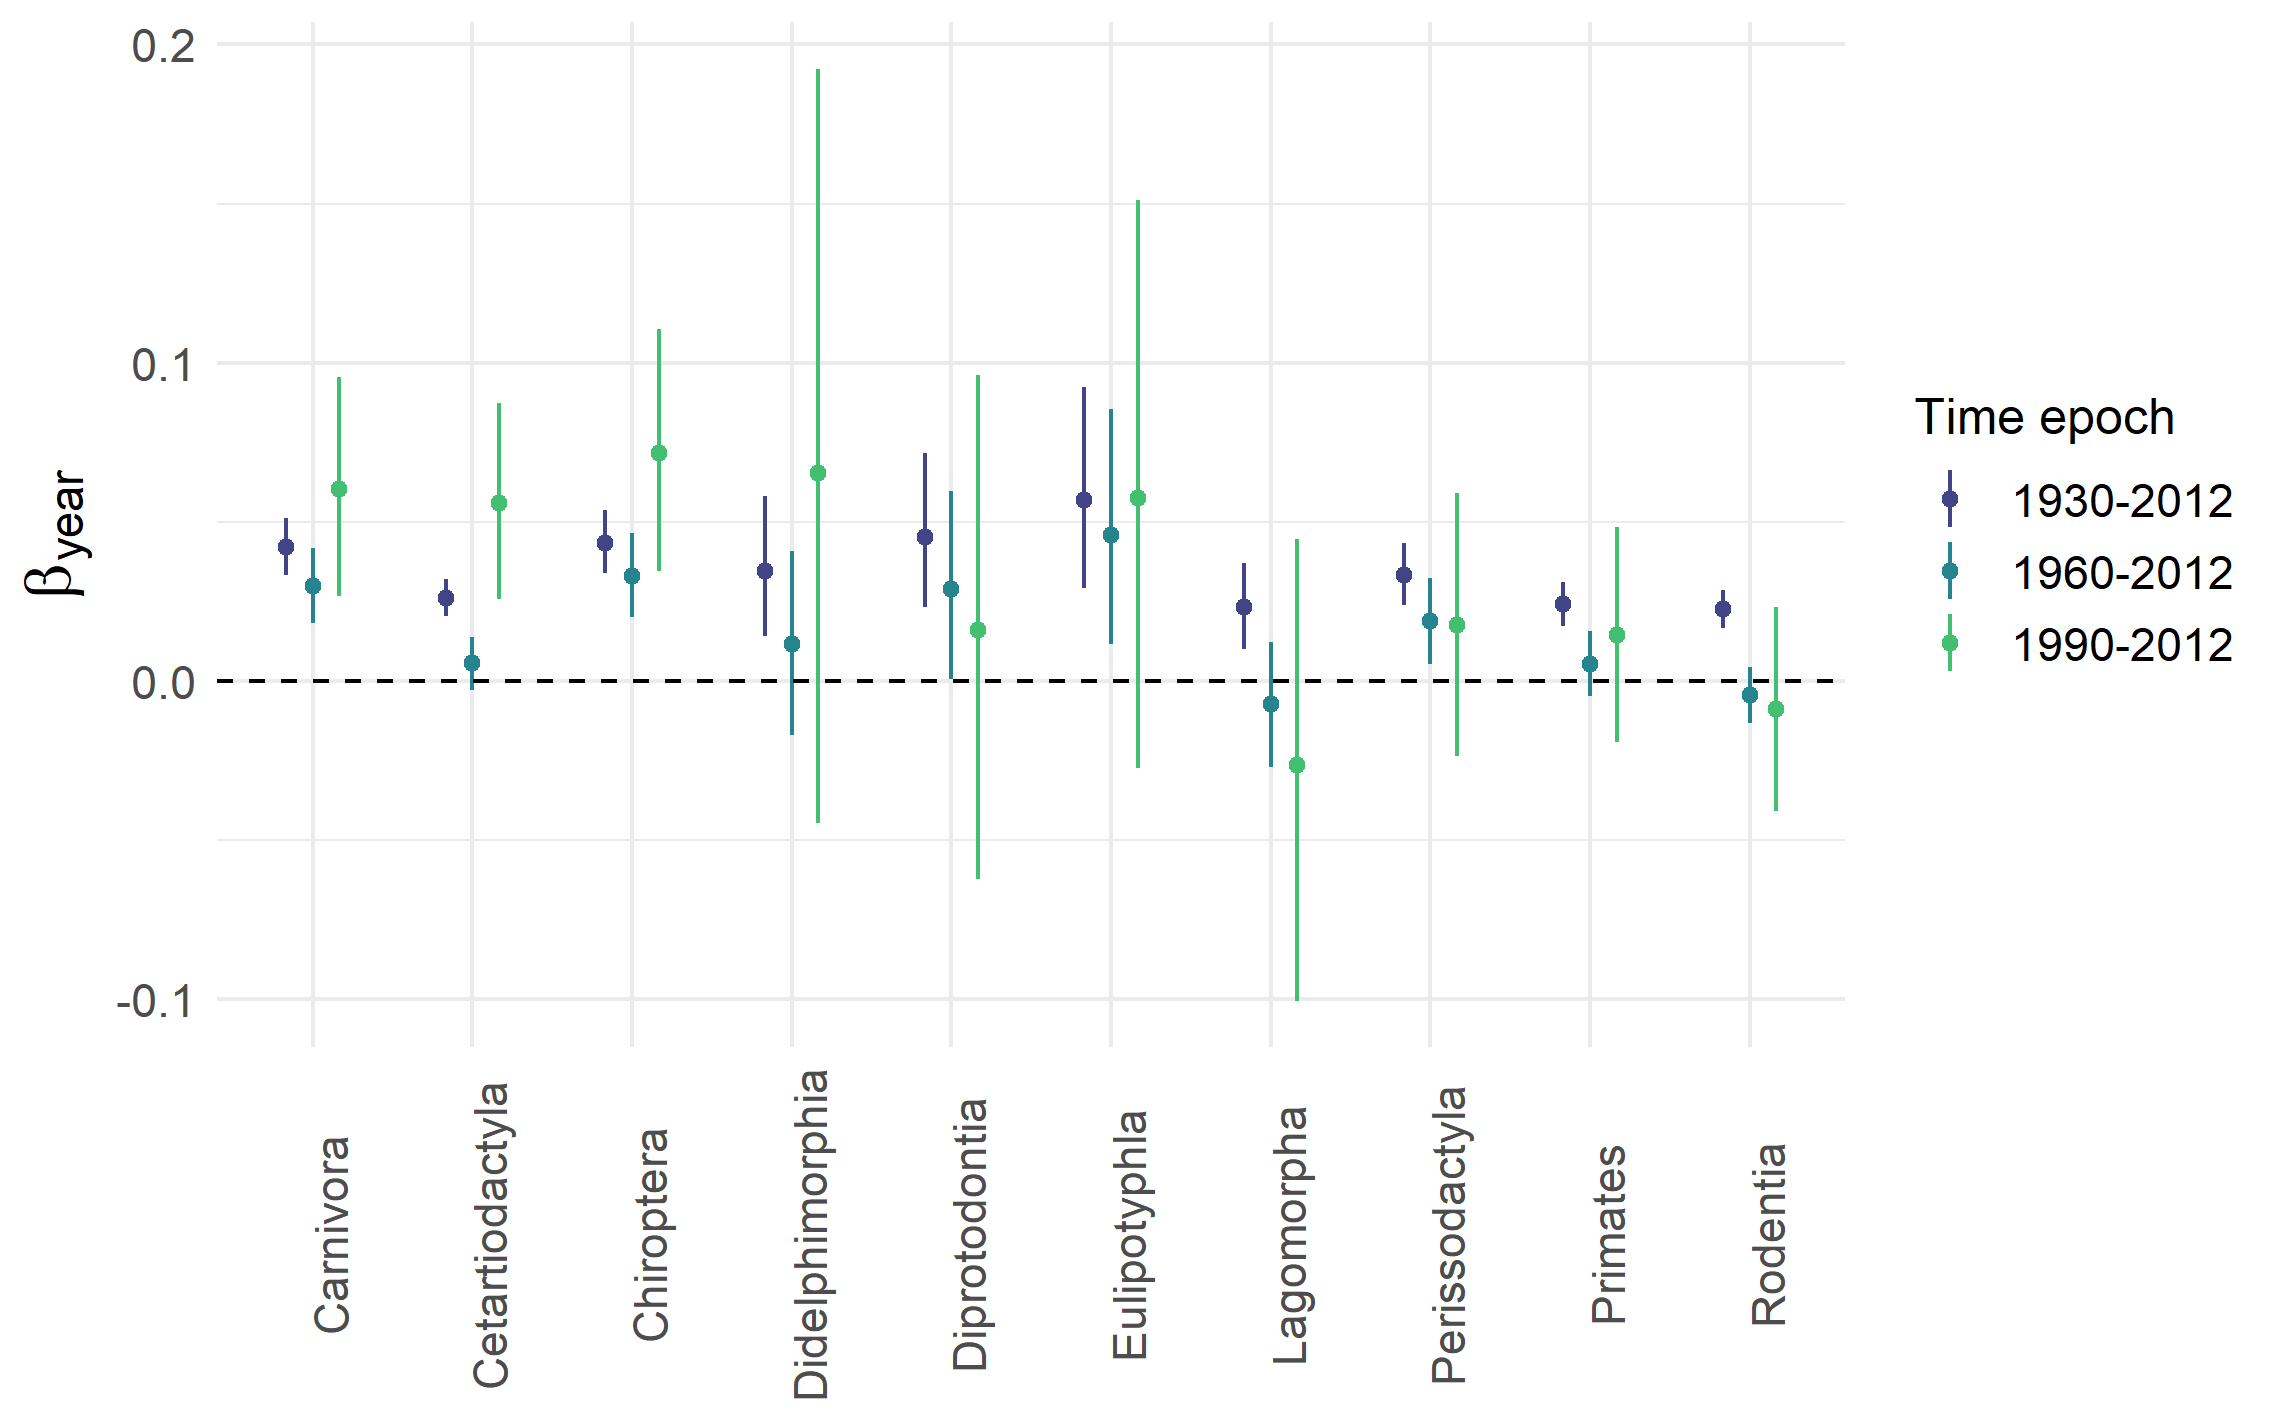 0.2
0.1
0.0
-0.1
βyear
Carnivora
Cetartiodactyla
Chiroptera
Didelphimorphia
Diprotodontia
Eulipotyphla
Lagomorpha
Perissodactyla
Primates
Rodentia
Time epoch
1930-2012
1960-2012
1990-2012